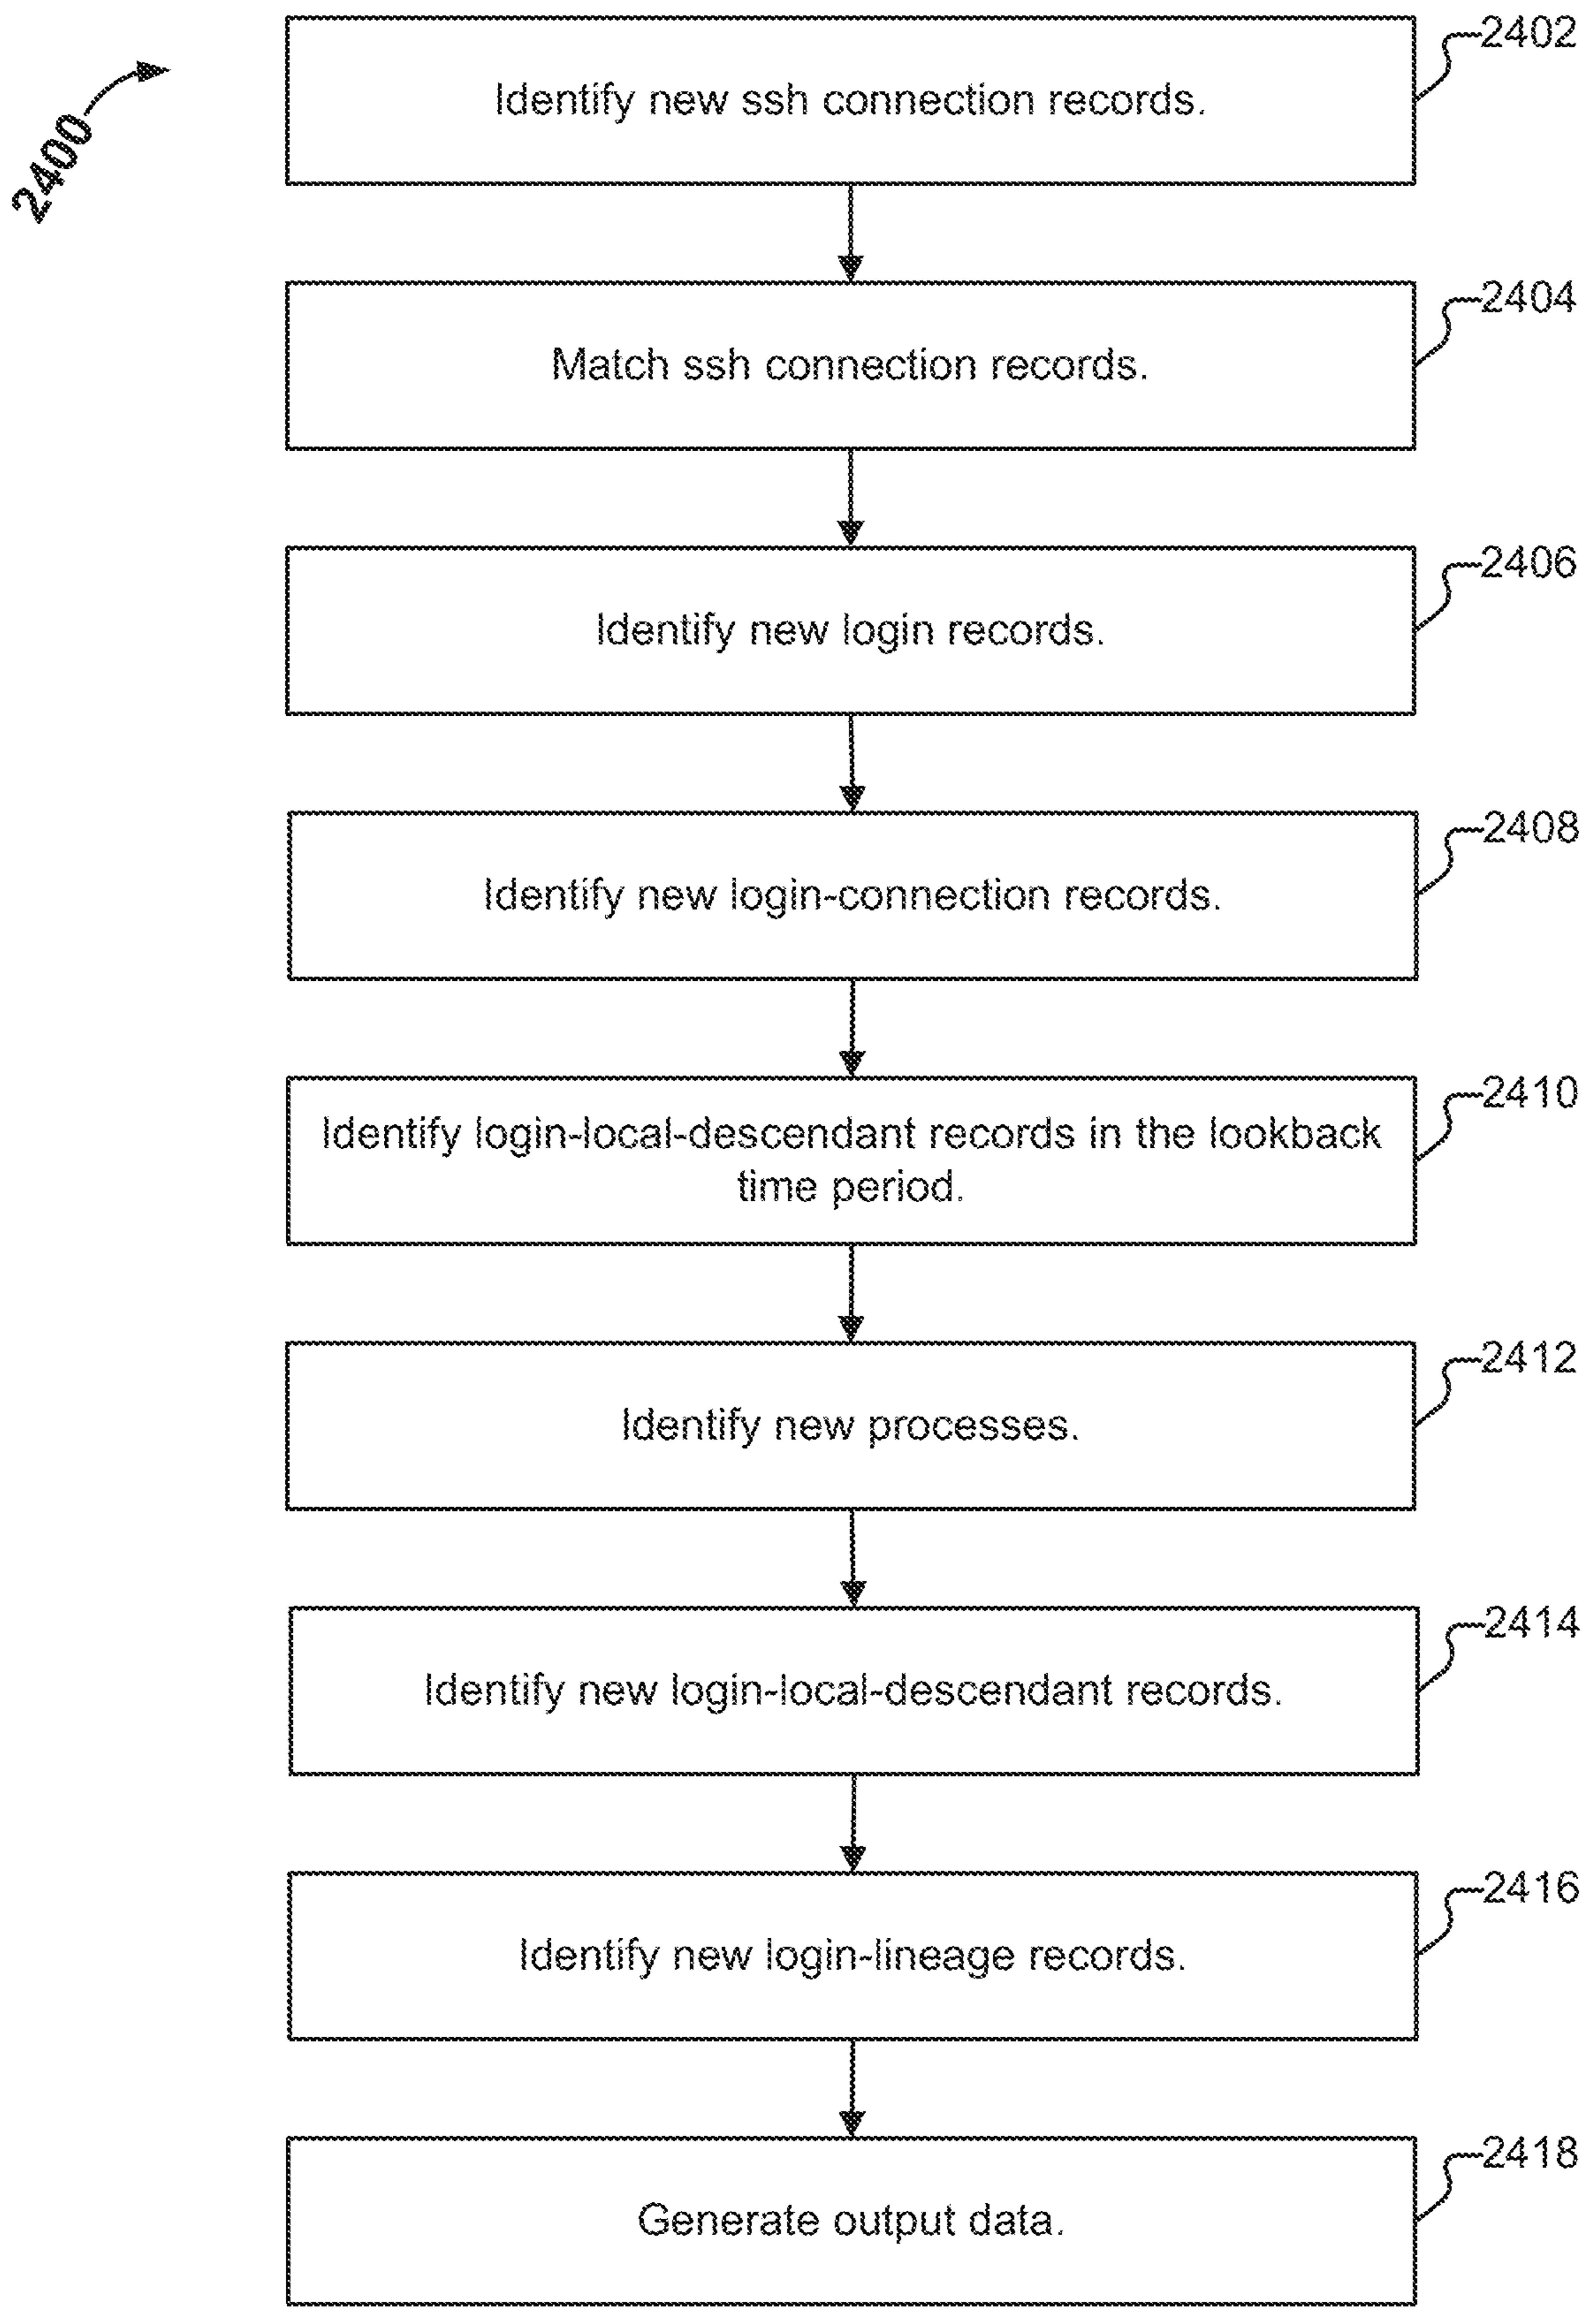 2400
Identify new ssh connection records.
2402
Match ssh connection records.
2404
Identify new login records.
2406
Identify new login-connection records.
2408
Identify login-local-descendant records in the lookback
time period.
2410
Identify new processes.
2412
Identify new login-local-descendant records.
2414
Identify new login-lineage records.
2416
Generate output data.
2418